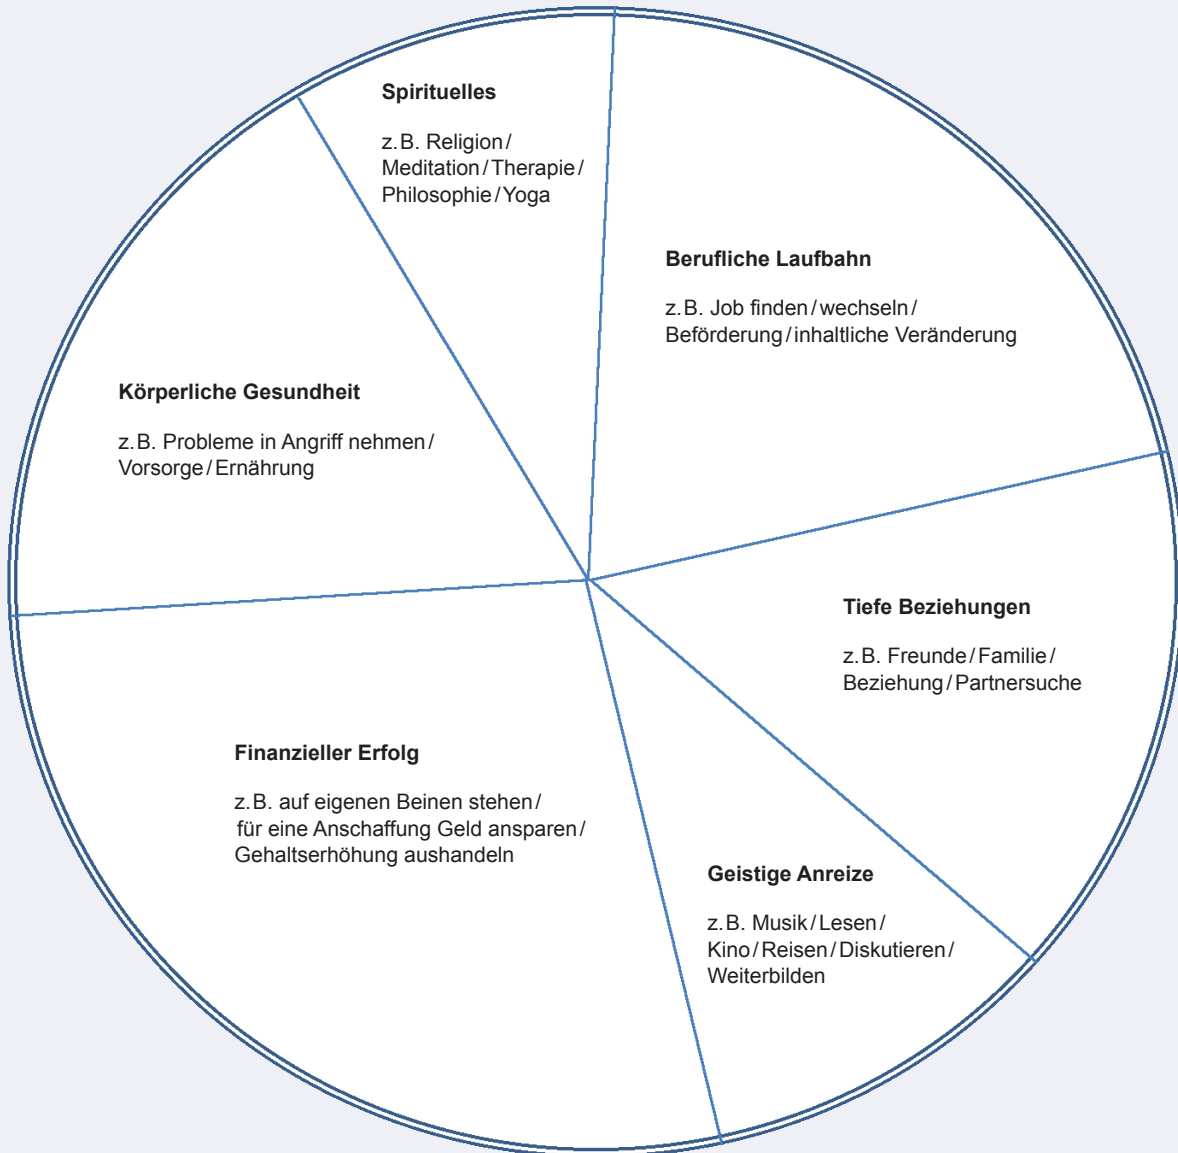 Spirituelles
z.B. Religion/
Meditation/Therapie/
Philosophie/Yoga
Berufliche Laufbahn
z.B. Job finden/wechseln/
Beförderung/inhaltliche Veränderung
Körperliche Gesundheit
z.B. Probleme in Angriff nehmen/
Vorsorge/Ernährung
Tiefe Beziehungen
z.B. Freunde/Familie/
Beziehung/Partnersuche
Finanzieller Erfolg
z.B. auf eigenen Beinen stehen/
für eine Anschaffung Geld ansparen/
Gehaltserhöhung aushandeln
Geistige Anreize
z.B. Musik/Lesen/
Kino/Reisen/Diskutieren/
Weiterbilden